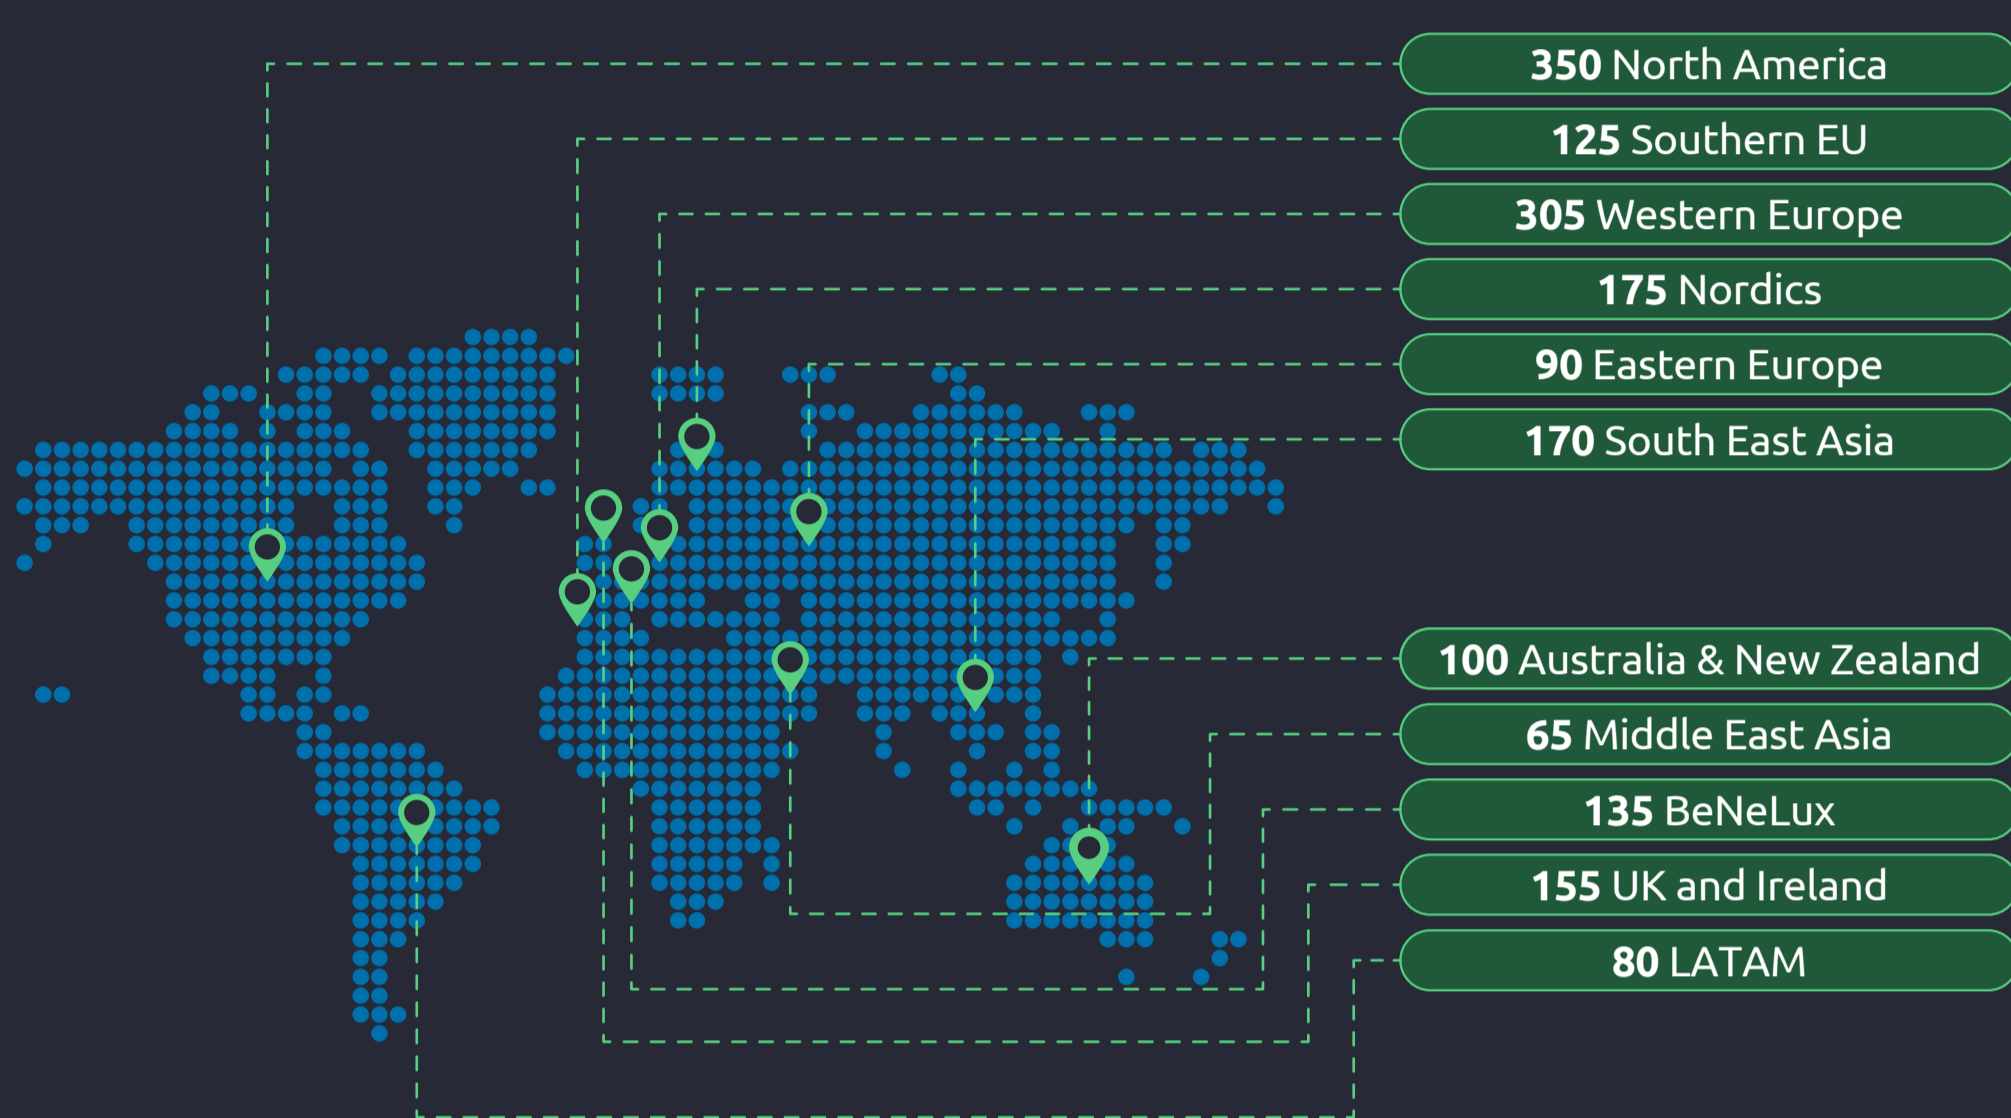 350 North America
125 Southern EU
305 Western Europe
175 Nordics
90 Eastern Europe
170 South East Asia
100 Australia & New Zealand
65 Middle East Asia
135 BeNeLux
155 UK and Ireland
80 LATAM